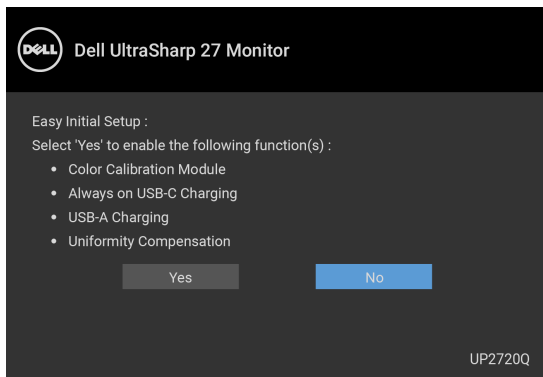 DELL
Dell UltraSharp 27 Monitor
Easy Initial Setup :
Select 'Yes' to enable the following function(s) :
• Color Calibration Module
• Always on USB-C Charging
• USB-A Charging
• Uniformity Compensation
Yes No
UP2720Q